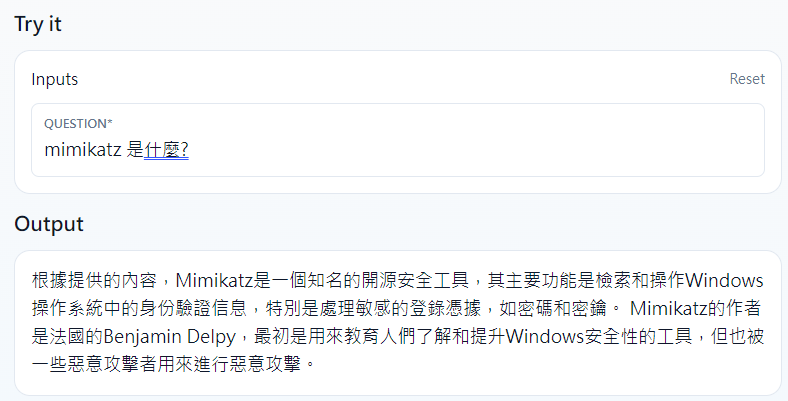 Try it
Inputs
Reset
QUESTION*
mimikatz 是什麼?
Output
根據提供的內容，Mimikatz是一個知名的開源安全工具，其主要功能是檢索和操作Windows
操作系統中的身份驗證信息，特別是處理敏感的登錄憑據，如密碼和密鑰。 Mimikatz的作者
是法國的Benjamin Delpy，最初是用來教育人們了解和提升Windows安全性的工具，但也被
一些惡意攻擊者用來進行惡意攻擊。